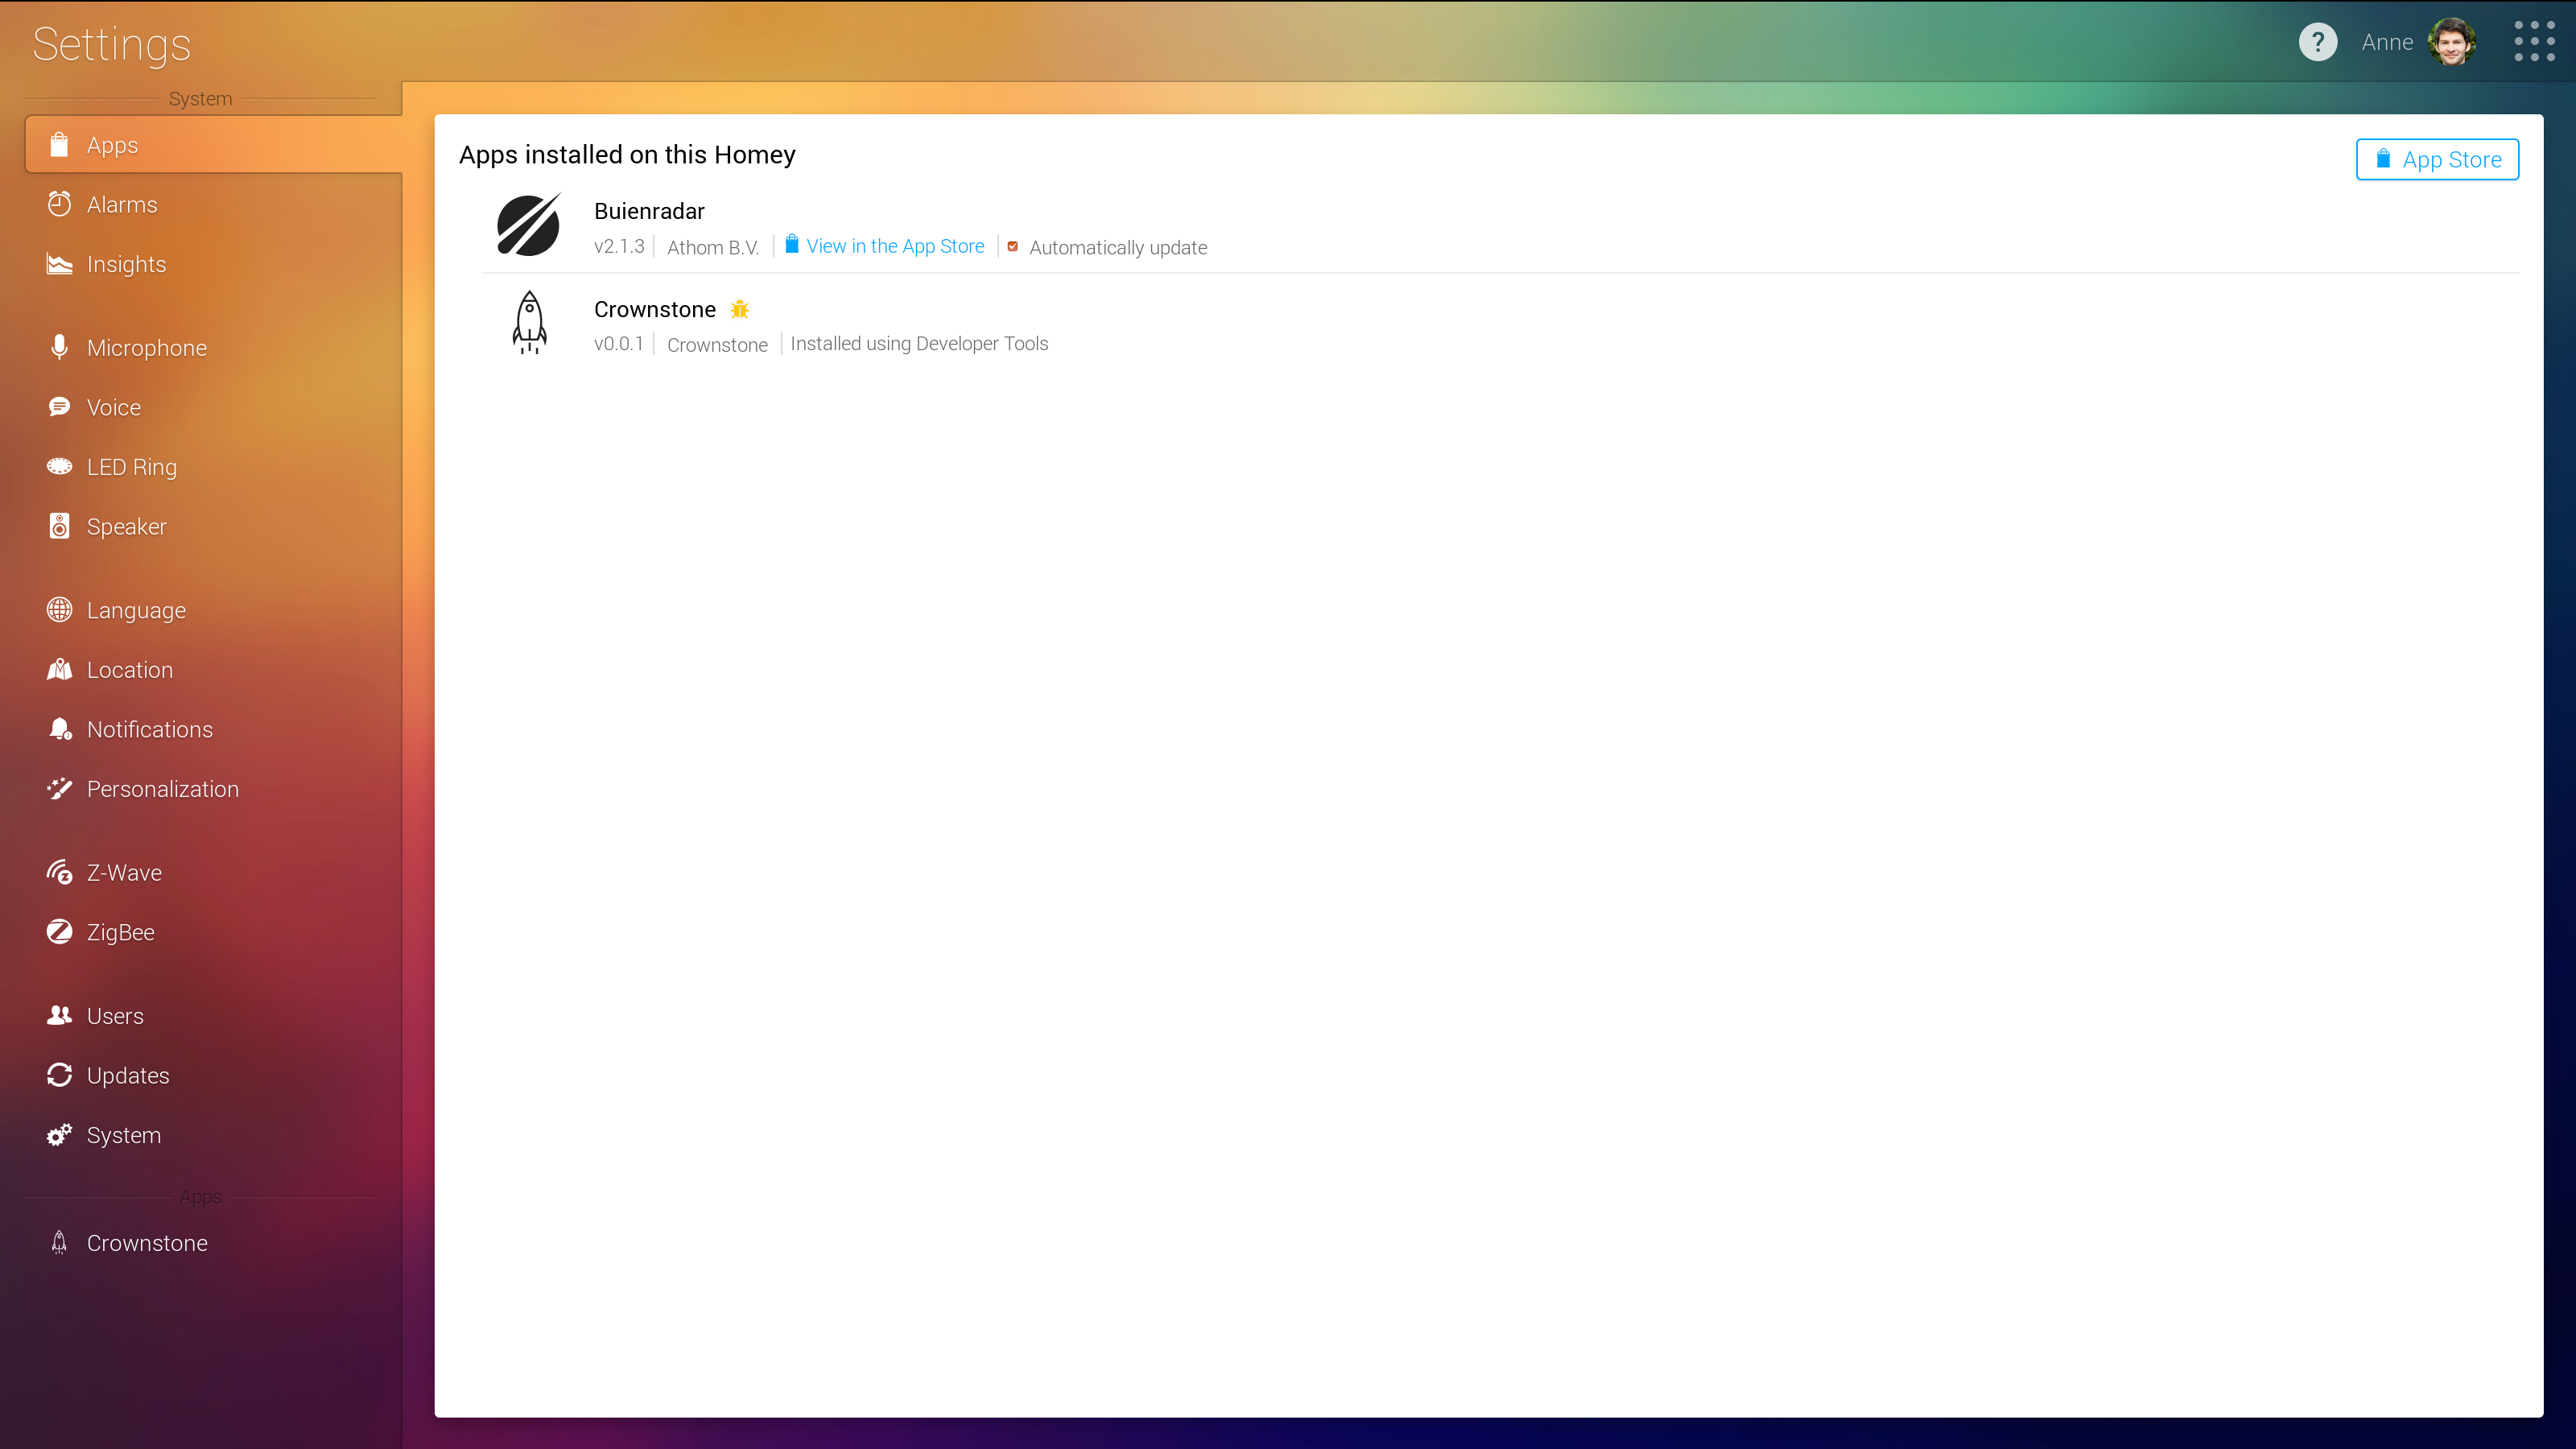 Settings
? Anne
System
Apps
Alarms
Insights
Microphone
Voice
LED Ring
Speaker
Language
Location
Notifications
Personalization
Z-Wave
ZigBee
Users
Updates
System
Apps
Crownstone
Apps installed on this Homey
App Store
Buienradar
v2.1.3 Athom B.V. View in the App Store Automatically update
Crownstone
v0.0.1 Crownstone Installed using Developer Tools